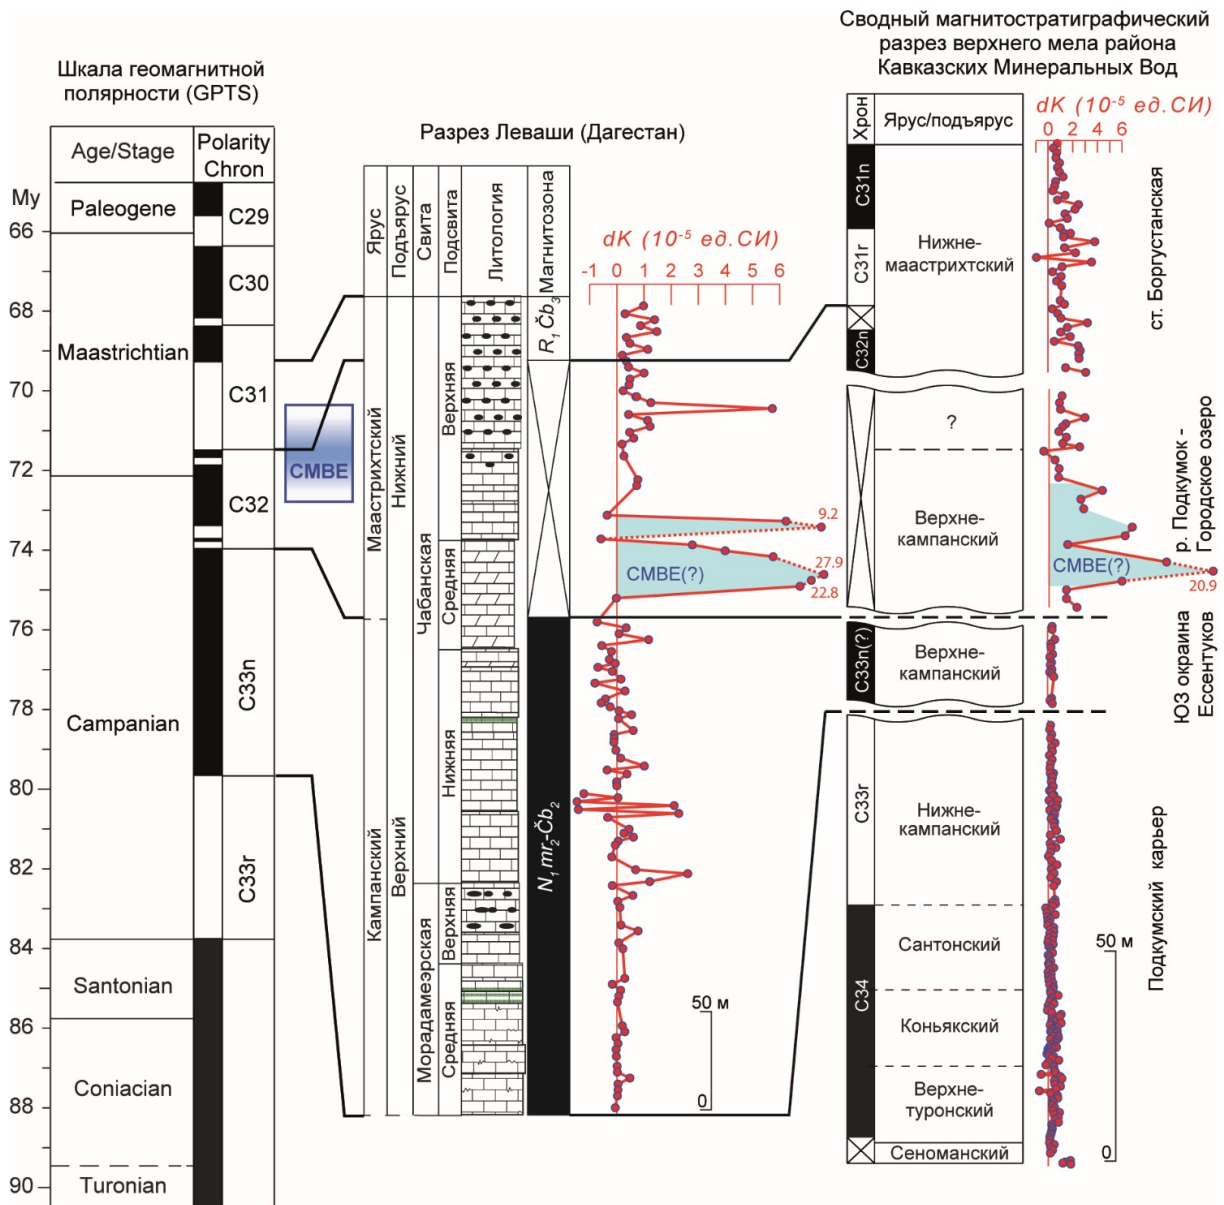 Шкала геомагнитной
полярности (GPTS)
Age/Stage
Polarity
Chron
My
66
68
70
72
74
76
78
80
82
84
86
88
90
Paleogene
Maastrichtian
Campanian
Santonian
Coniacian
Turonian
C29
C30
C31
C32
C33n
C33r
CMBE
Разрез Леваши (Дагестан)
Ярус
Подъярус
Свита
Подсвита
Литология
Магнитозона
Маастрихтский
Кампанский
Нижний
Верхний
Чабанская
Морадамеэрская
Верхняя
Средняя
Нижняя
Верхняя
Средняя
R₁Čb₃
N₁mr₂-Čb₂
dK (10⁻⁵ ед.СИ)
-1 0 1 2 3 4 5 6
9.2
27.9
CMBE(?)
22.8
50 м
0
Сводный магнитостратиграфический
разрез верхнего мела района
Кавказских Минеральных Вод
Хрон
Ярус/подъярус
dK (10⁻⁵ ед.СИ)
0 2 4 6
C31n
C31r
C32n
C33n(?)
C33r
C34
Нижне-
маастрихтский
?
Верхне-
кампанский
Верхне-
кампанский
Нижне-
кампанский
Сантонский
Коньякский
Верхне-
туронский
Сеноманский
CMBE(?)
20.9
50 м
0
ст. Боргустанская
р. Подкумок -
Городское озеро
ЮЗ окраина
Ессентуков
Подкумский карьер